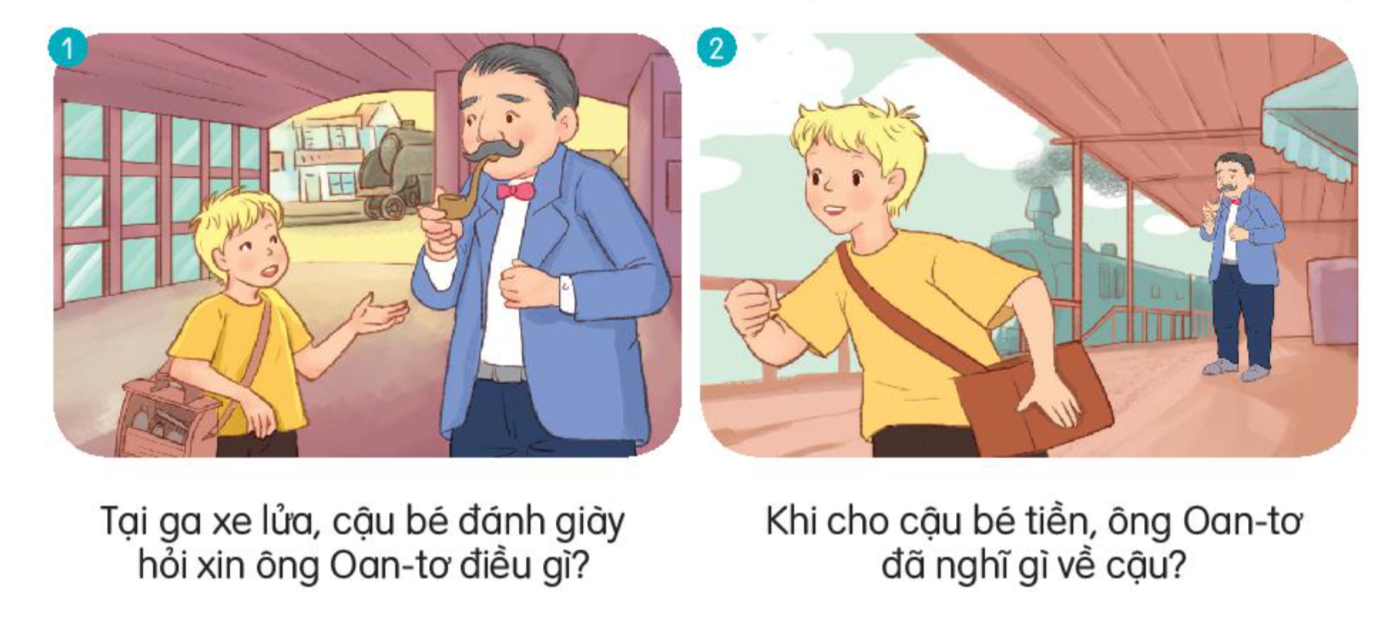 1
2
Tại ga xe lửa, cậu bé đánh giày
hỏi xin ông Oan-tơ điều gì?
Khi cho cậu bé tiền, ông Oan-tơ
đã nghĩ gì về cậu?